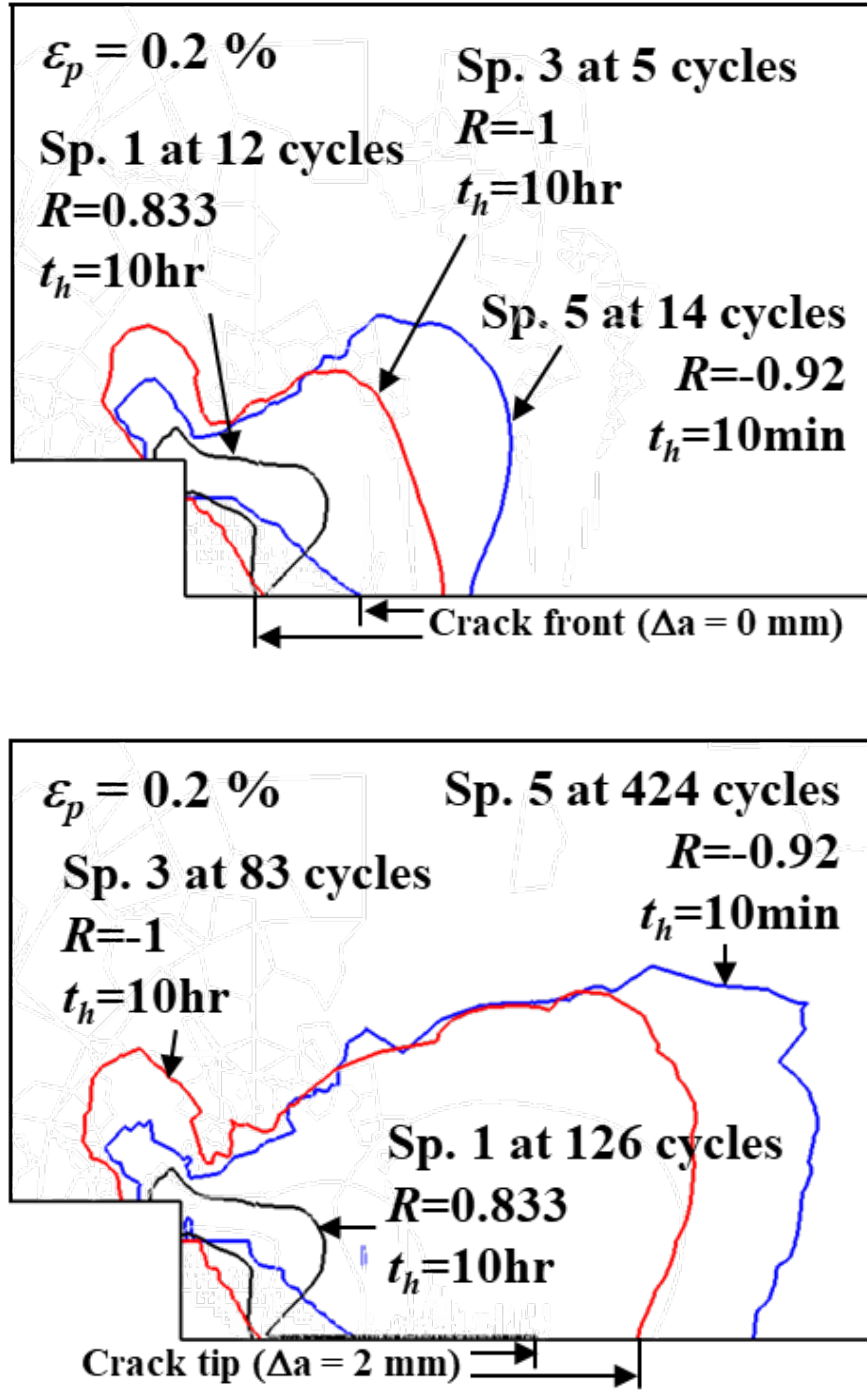 εp = 0.2 %
Sp. 1 at 12 cycles
R=0.833
th=10hr
Sp. 3 at 5 cycles
R=-1
th=10hr
Sp. 5 at 14 cycles
R=-0.92
th=10min
Crack front (Δa = 0 mm)
εp = 0.2 %
Sp. 3 at 83 cycles
R=-1
th=10hr
Sp. 5 at 424 cycles
R=-0.92
th=10min
Sp. 1 at 126 cycles
R=0.833
th=10hr
Crack tip (Δa = 2 mm)